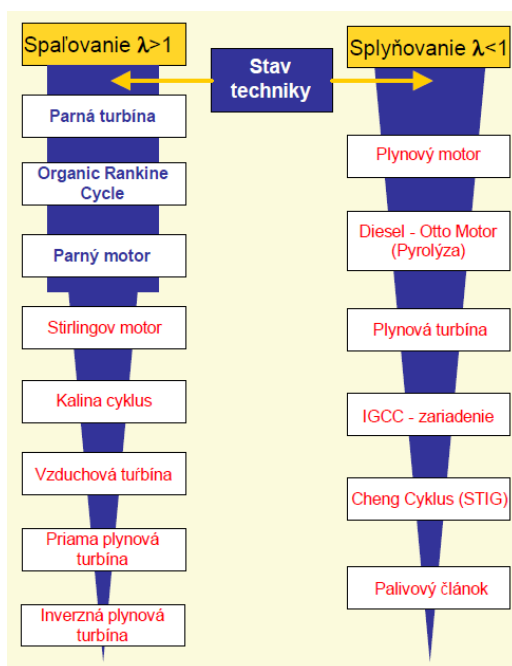 Spaľovanie λ>1
Stav
techniky
Splyňovanie λ<1
Parná turbína
Organic Rankine
Cycle
Parný motor
Stirlingov motor
Kalina cyklus
Vzduchová turbína
Priama plynová
turbína
Inverzná plynová
turbína
Plynový motor
Diesel - Otto Motor
(Pyrolýza)
Plynová turbína
IGCC - zariadenie
Cheng Cyklus (STIG)
Palivový článok